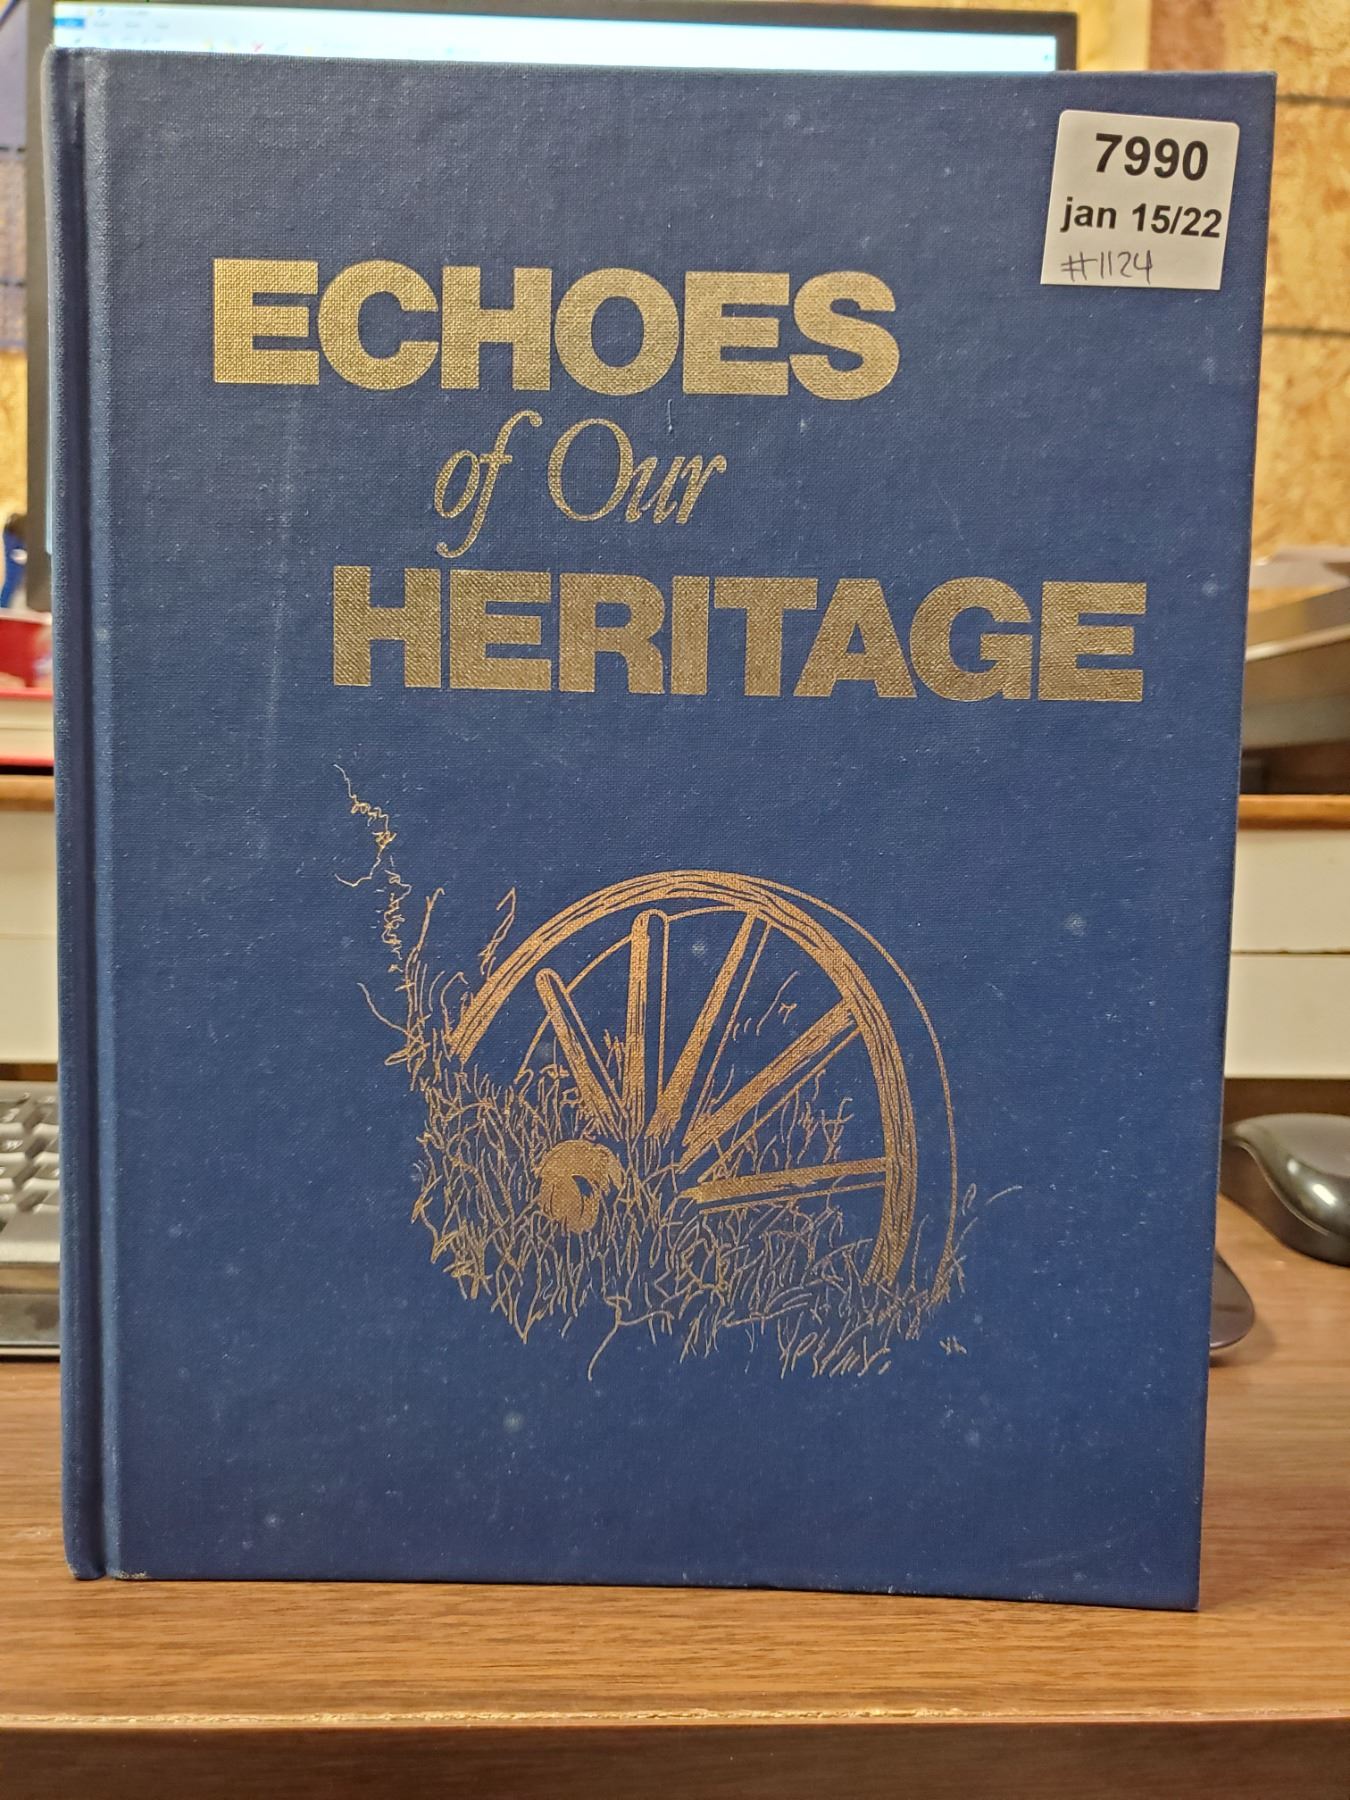 7990
jan 15/22
#1124
ECHOES
of Our
HERITAGE